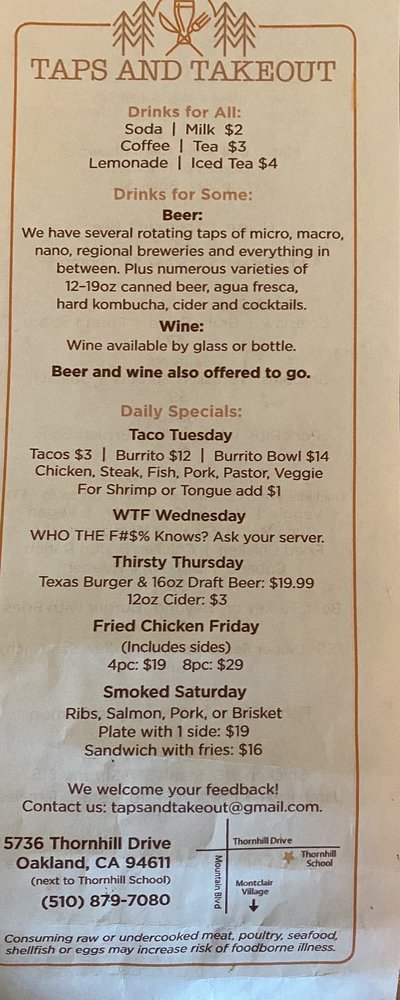 TAPS AND TAKEOUT
Drinks for All:
Soda | Milk $2
Coffee | Tea $3
Lemonade | Iced Tea $4
Drinks for Some:
Beer:
We have several rotating taps of micro, macro,
nano, regional breweries and everything in
between. Plus numerous varieties of
12-19oz canned beer, agua fresca,
hard kombucha, cider and cocktails.
Wine:
Wine available by glass or bottle.
Beer and wine also offered to go.
Daily Specials:
Taco Tuesday
Tacos $3 | Burrito $12 | Burrito Bowl $14
Chicken, Steak, Fish, Pork, Pastor, Veggie
For Shrimp or Tongue add $1
WTF Wednesday
WHO THE F#$% Knows? Ask your server.
Thirsty Thursday
Texas Burger & 16oz Draft Beer: $19.99
12oz Cider: $3
Fried Chicken Friday
(Includes sides)
4pc: $19 8pc: $29
Smoked Saturday
Ribs, Salmon, Pork, or Brisket
Plate with 1 side: $19
Sandwich with fries: $16
We welcome your feedback!
Contact us: tapsandtakeout@gmail.com.
5736 Thornhill Drive
Oakland, CA 94611
(next to Thornhill School)
(510) 879-7080
Thornhill Drive
Thornhill
School
Mountain Blvd
Montclair
Village
Consuming raw or undercooked meat, poultry, seafood,
shellfish or eggs may increase risk of foodborne illness.